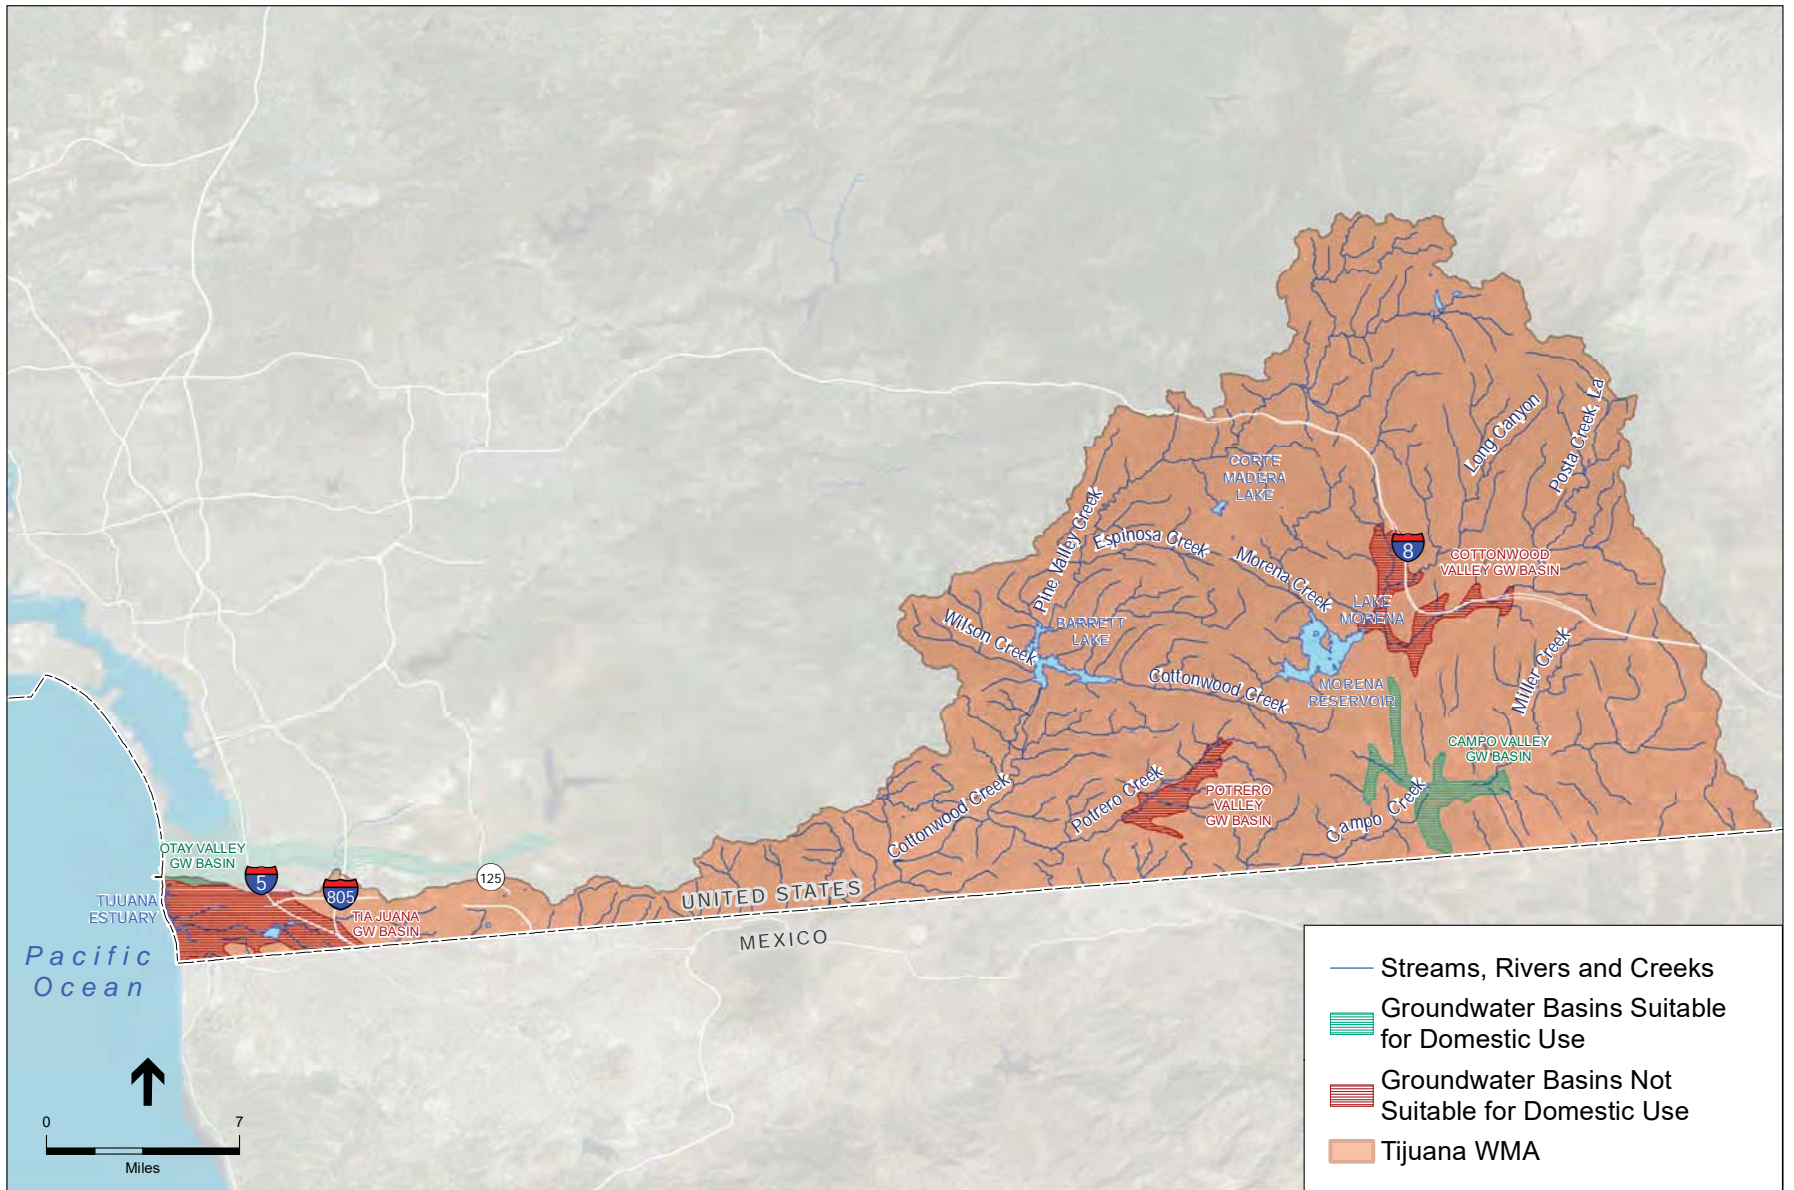 CORTE
MADERA
LAKE
Long Canyon
Posta Creek, La
Pine Valley Creek
Espinosa Creek
Morena Creek
8
COTTONWOOD
VALLEY GW BASIN
LAKE
MORENA
Wilson Creek
BARRETT
LAKE
Cottonwood Creek
MORENA
RESERVOIR
Miller Creek
CAMPO VALLEY
GW BASIN
Cottonwood Creek
Potrero Creek
POTRERO
VALLEY
GW BASIN
Campo Creek
OTAY VALLEY
GW BASIN
5
805
125
TIJUANA
ESTUARY
TIA JUANA
GW BASIN
UNITED STATES
MEXICO
Pacific
Ocean
0 7
Miles
Streams, Rivers and Creeks
Groundwater Basins Suitable
for Domestic Use
Groundwater Basins Not
Suitable for Domestic Use
Tijuana WMA